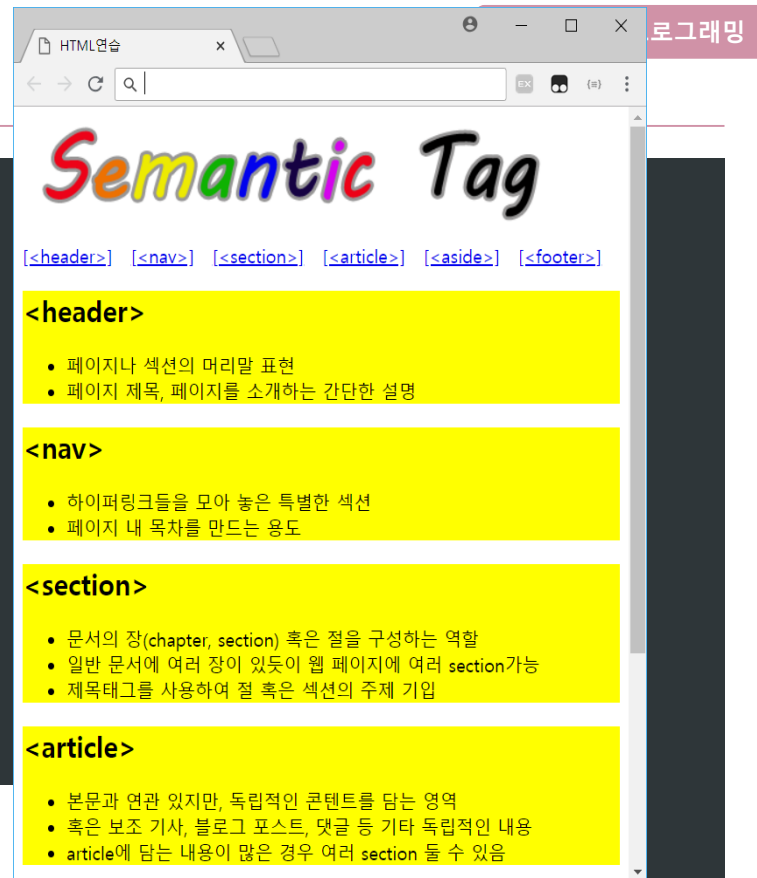 로그래밍
HTML연습
EX
{≡}
Semantic Tag
[<header>] [<nav>] [<section>] [<article>] [<aside>] [<footer>]
<header>
• 페이지나 섹션의 머리말 표현
• 페이지 제목, 페이지를 소개하는 간단한 설명
<nav>
• 하이퍼링크들을 모아 놓은 특별한 섹션
• 페이지 내 목차를 만드는 용도
<section>
• 문서의 장(chapter, section) 혹은 절을 구성하는 역할
• 일반 문서에 여러 장이 있듯이 웹 페이지에 여러 section가능
• 제목태그를 사용하여 절 혹은 섹션의 주제 기입
<article>
• 본문과 연관 있지만, 독립적인 콘텐트를 담는 영역
• 혹은 보조 기사, 블로그 포스트, 댓글 등 기타 독립적인 내용
• article에 담는 내용이 많은 경우 여러 section 둘 수 있음